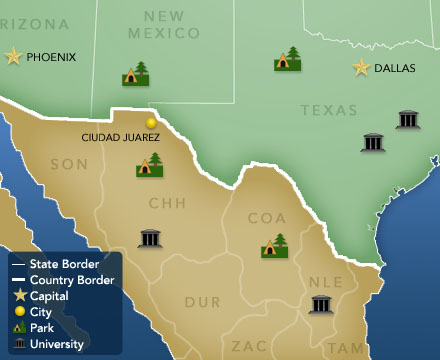 RIZONA
NEW
MEXICO
PHOENIX
DALLAS
TEXAS
CIUDAD JUAREZ
SON
CHH
COA
NLE
DUR
ZAC
TAM
State Border
Country Border
Capital
City
Park
University